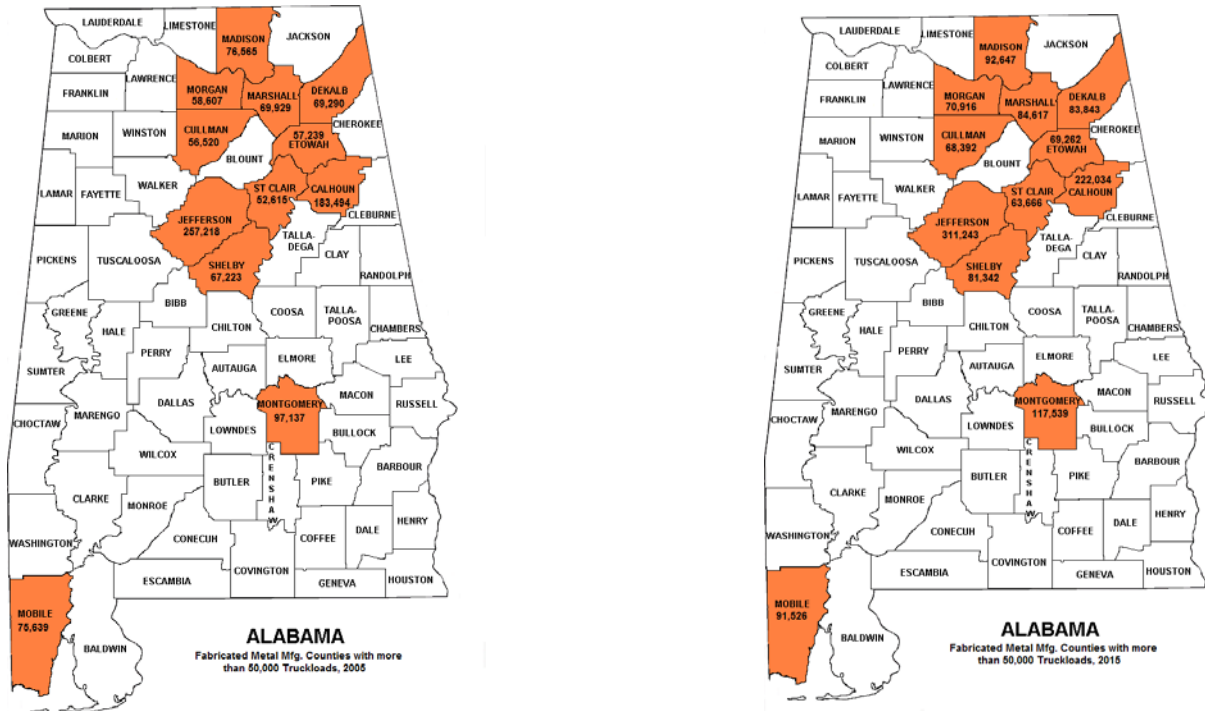 LAUDERDALE
LIMESTONE
MADISON
76,565
JACKSON
COLBERT
LAWRENCE
FRANKLIN
MORGAN
58,607
MARSHALL
69,929
DEKALB
69,290
MARION
WINSTON
CULLMAN
56,520
57,239
ETOWAH
CHEROKEE
BLOUNT
LAMAR
FAYETTE
WALKER
ST CLAIR
52,615
CALHOUN
183,494
CLEBURNE
JEFFERSON
257,218
TALLA-
DEGA
CLAY
PICKENS
TUSCALOOSA
SHELBY
67,223
RANDOLPH
BIBB
GREENE
HALE
CHILTON
COOSA
TALLA-
POOSA
CHAMBERS
PERRY
SUMTER
AUTAUGA
ELMORE
LEE
DALLAS
MACON
MARENGO
MONTGOMERY
97,137
RUSSELL
CHOCTAW
LOWNDES
BULLOCK
WILCOX
CRENSHAW
BARBOUR
CLARKE
MONROE
BUTLER
PIKE
WASHINGTON
CONECUH
COFFEE
DALE
HENRY
ESCAMBIA
COVINGTON
GENEVA
HOUSTON
MOBILE
75,639
BALDWIN
ALABAMA
Fabricated Metal Mfg. Counties with more
than 50,000 Truckloads, 2005
LAUDERDALE
LIMESTONE
MADISON
92,647
JACKSON
COLBERT
LAWRENCE
FRANKLIN
MORGAN
70,916
MARSHALL
84,617
DEKALB
83,843
MARION
WINSTON
CULLMAN
68,392
69,262
ETOWAH
CHEROKEE
BLOUNT
LAMAR
FAYETTE
WALKER
ST CLAIR
63,666
222,034
CALHOUN
CLEBURNE
JEFFERSON
311,243
TALLA-
DEGA
CLAY
PICKENS
TUSCALOOSA
SHELBY
81,342
RANDOLPH
BIBB
GREENE
HALE
CHILTON
COOSA
TALLA-
POOSA
CHAMBERS
PERRY
SUMTER
AUTAUGA
ELMORE
LEE
DALLAS
MACON
MARENGO
MONTGOMERY
117,539
RUSSELL
CHOCTAW
LOWNDES
BULLOCK
WILCOX
CRENSHAW
BARBOUR
CLARKE
MONROE
BUTLER
PIKE
WASHINGTON
CONECUH
COFFEE
DALE
HENRY
ESCAMBIA
COVINGTON
GENEVA
HOUSTON
MOBILE
91,526
BALDWIN
ALABAMA
Fabricated Metal Mfg. Counties with more
than 50,000 Truckloads, 2015